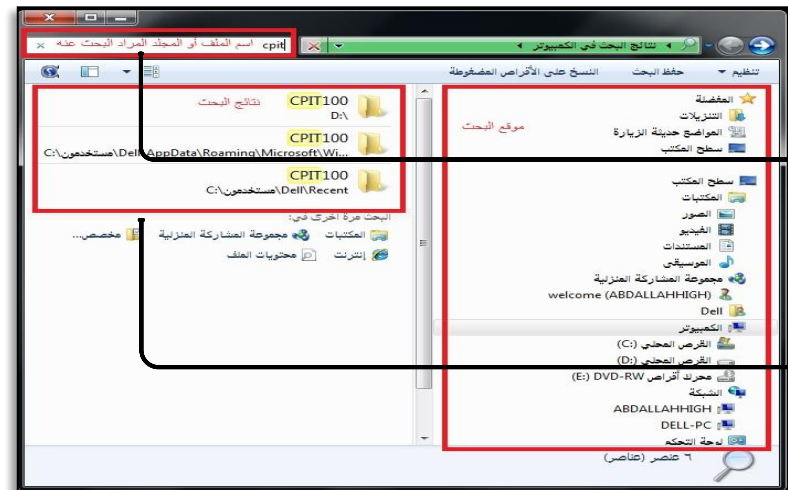 نتائج البحث في الكمبيوتر
cpit اسم الملف أو المجلد المراد البحث عنه
تنظيم حفظ البحث النسخ على الأقراص المضغوطة
المفضلة
التنزيلات
المواضع حديثة الزيارة
سطح المكتب
سطح المكتب
المكتبات
الصور
الفيديو
المستندات
الموسيقى
مجموعة المشاركة المنزلية
welcome (ABDALLAHHIGH)
Dell
الكمبيوتر
القرص المحلي (C:)
القرص المحلي (D:)
محرك أقراص DVD-RW (E:)
الشبكة
ABDALLAHHIGH
DELL-PC
لوحة التحكم
موقع البحث
CPIT100 نتائج البحث
D:\
CPIT100
C:\مستخدمون\Dell\AppData\Roaming\Microsoft\Wi...
CPIT100
C:\مستخدمون\Dell\Recent
البحث مرة أخرى في:
المكتبات مجموعة المشاركة المنزلية مخصص...
إنترنت محتويات الملف
٦ عنصر (عناصر)